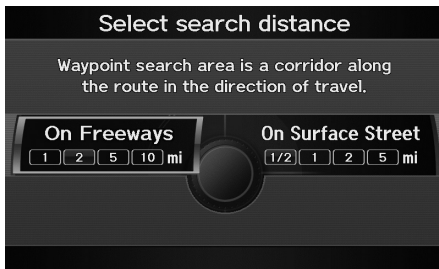 Select search distance
Waypoint search area is a corridor along
the route in the direction of travel.
On Freeways
1 2 5 10 mi
On Surface Street
1/2 1 2 5 mi